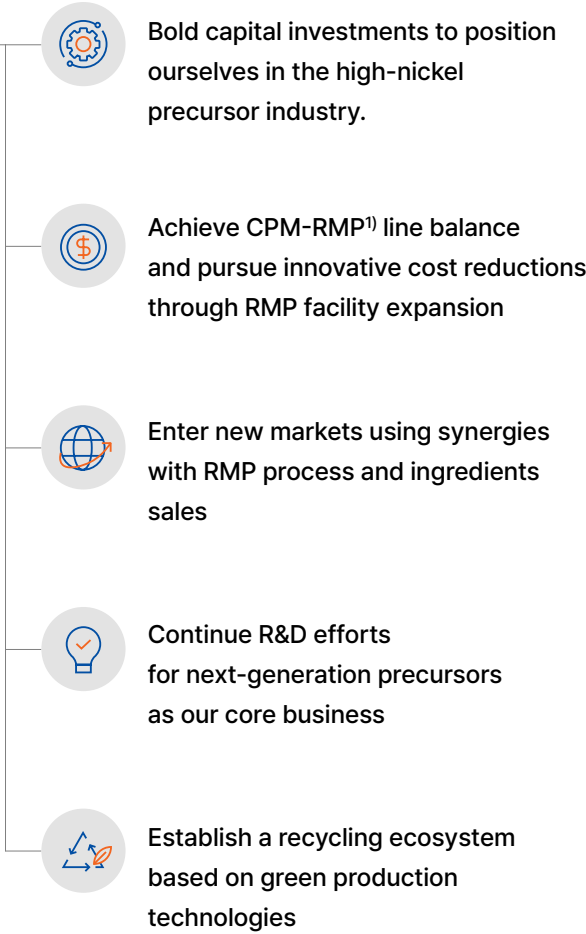 Bold capital investments to position
ourselves in the high-nickel
precursor industry.
Achieve CPM-RMP1) line balance
and pursue innovative cost reductions
through RMP facility expansion
Enter new markets using synergies
with RMP process and ingredients
sales
Continue R&D efforts
for next-generation precursors
as our core business
Establish a recycling ecosystem
based on green production
technologies